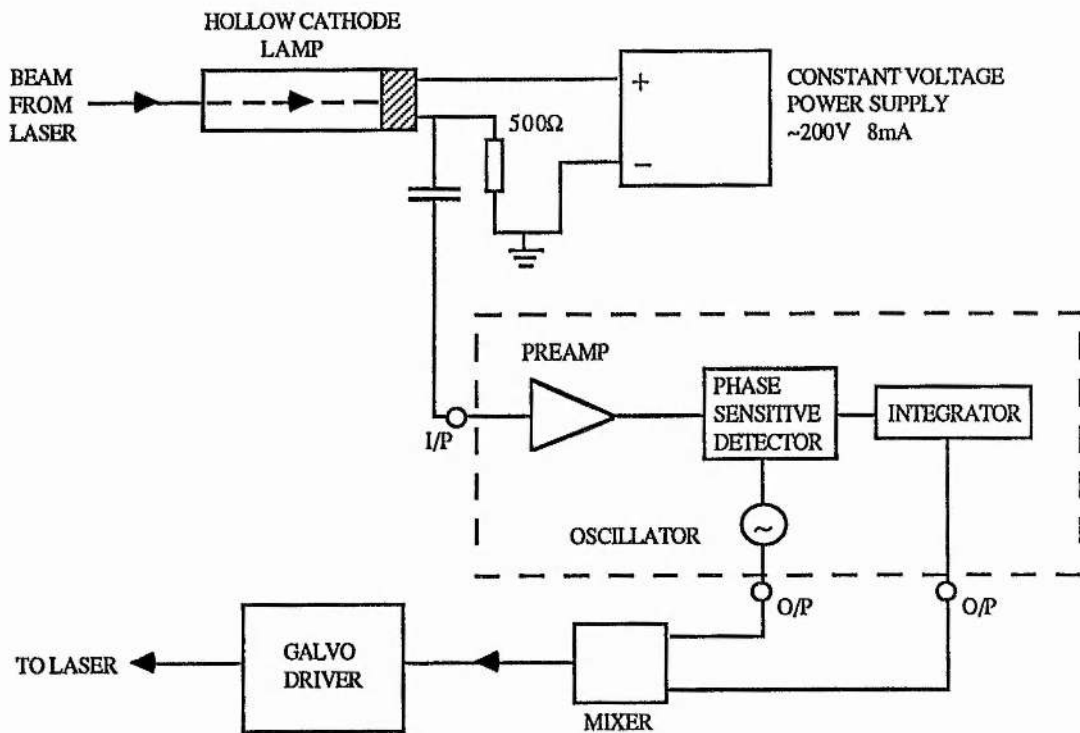 HOLLOW CATHODE
LAMP
BEAM
FROM
LASER
+
−
CONSTANT VOLTAGE
POWER SUPPLY
~200V 8mA
500Ω
PREAMP
I/P
PHASE
SENSITIVE
DETECTOR
INTEGRATOR
OSCILLATOR
~
O/P
O/P
TO LASER
GALVO
DRIVER
MIXER